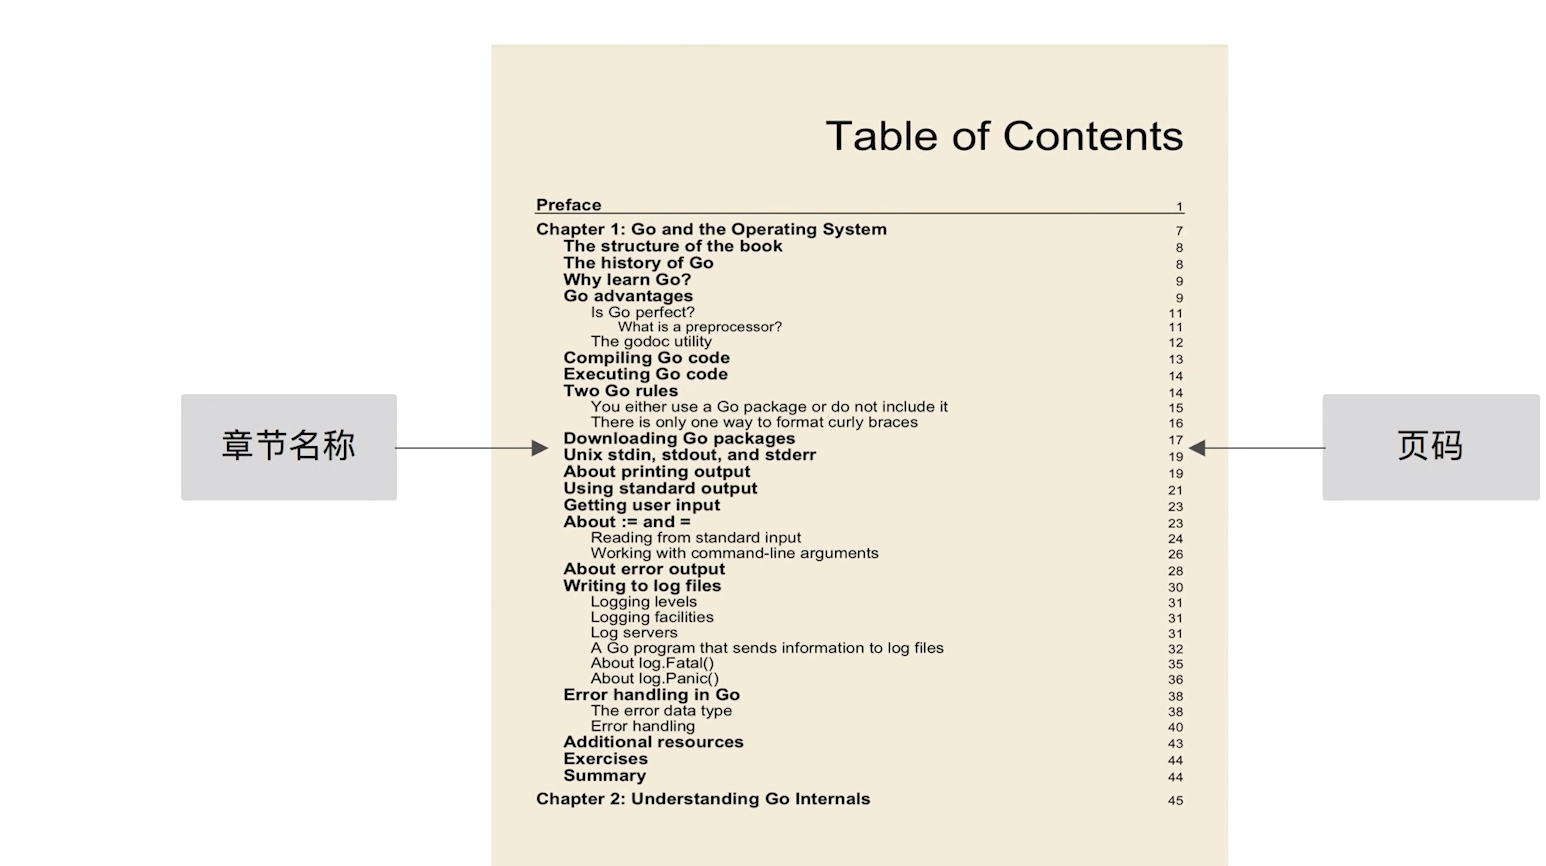 Table of Contents
Preface 1
Chapter 1: Go and the Operating System 7
The structure of the book 8
The history of Go 8
Why learn Go? 9
Go advantages 9
Is Go perfect? 11
What is a preprocessor? 11
The godoc utility 12
Compiling Go code 13
Executing Go code 14
Two Go rules 14
You either use a Go package or do not include it 15
There is only one way to format curly braces 16
章节名称
Downloading Go packages 17
页码
Unix stdin, stdout, and stderr 19
About printing output 19
Using standard output 21
Getting user input 23
About := and = 23
Reading from standard input 24
Working with command-line arguments 26
About error output 28
Writing to log files 30
Logging levels 31
Logging facilities 31
Log servers 31
A Go program that sends information to log files 32
About log.Fatal() 35
About log.Panic() 36
Error handling in Go 38
The error data type 38
Error handling 40
Additional resources 43
Exercises 44
Summary 44
Chapter 2: Understanding Go Internals 45